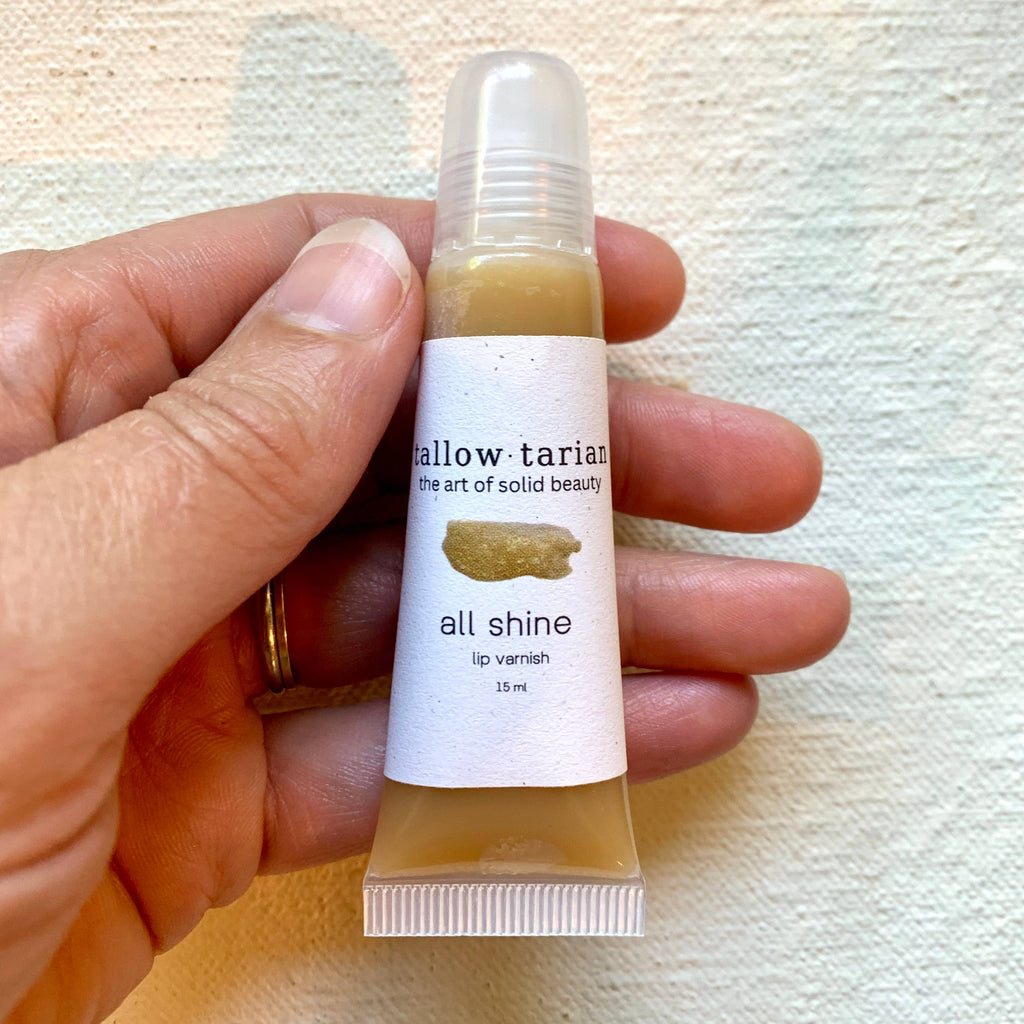 tallow·tarian
the art of solid beauty
all shine
lip varnish
15 ml